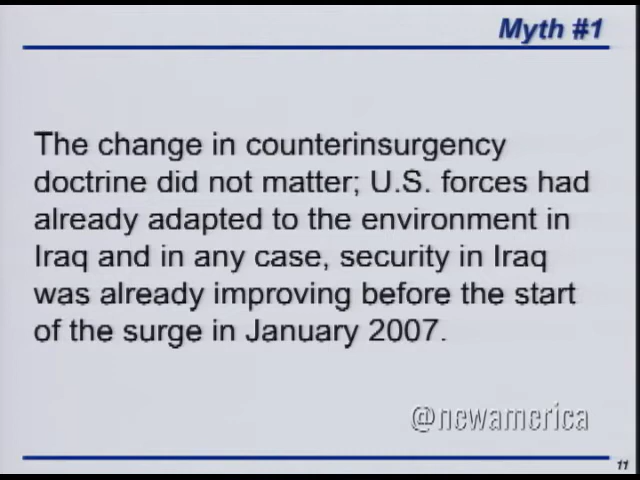 Myth #1
The change in counterinsurgency
doctrine did not matter; U.S. forces had
already adapted to the environment in
Iraq and in any case, security in Iraq
was already improving before the start
of the surge in January 2007.
@newamerica
11